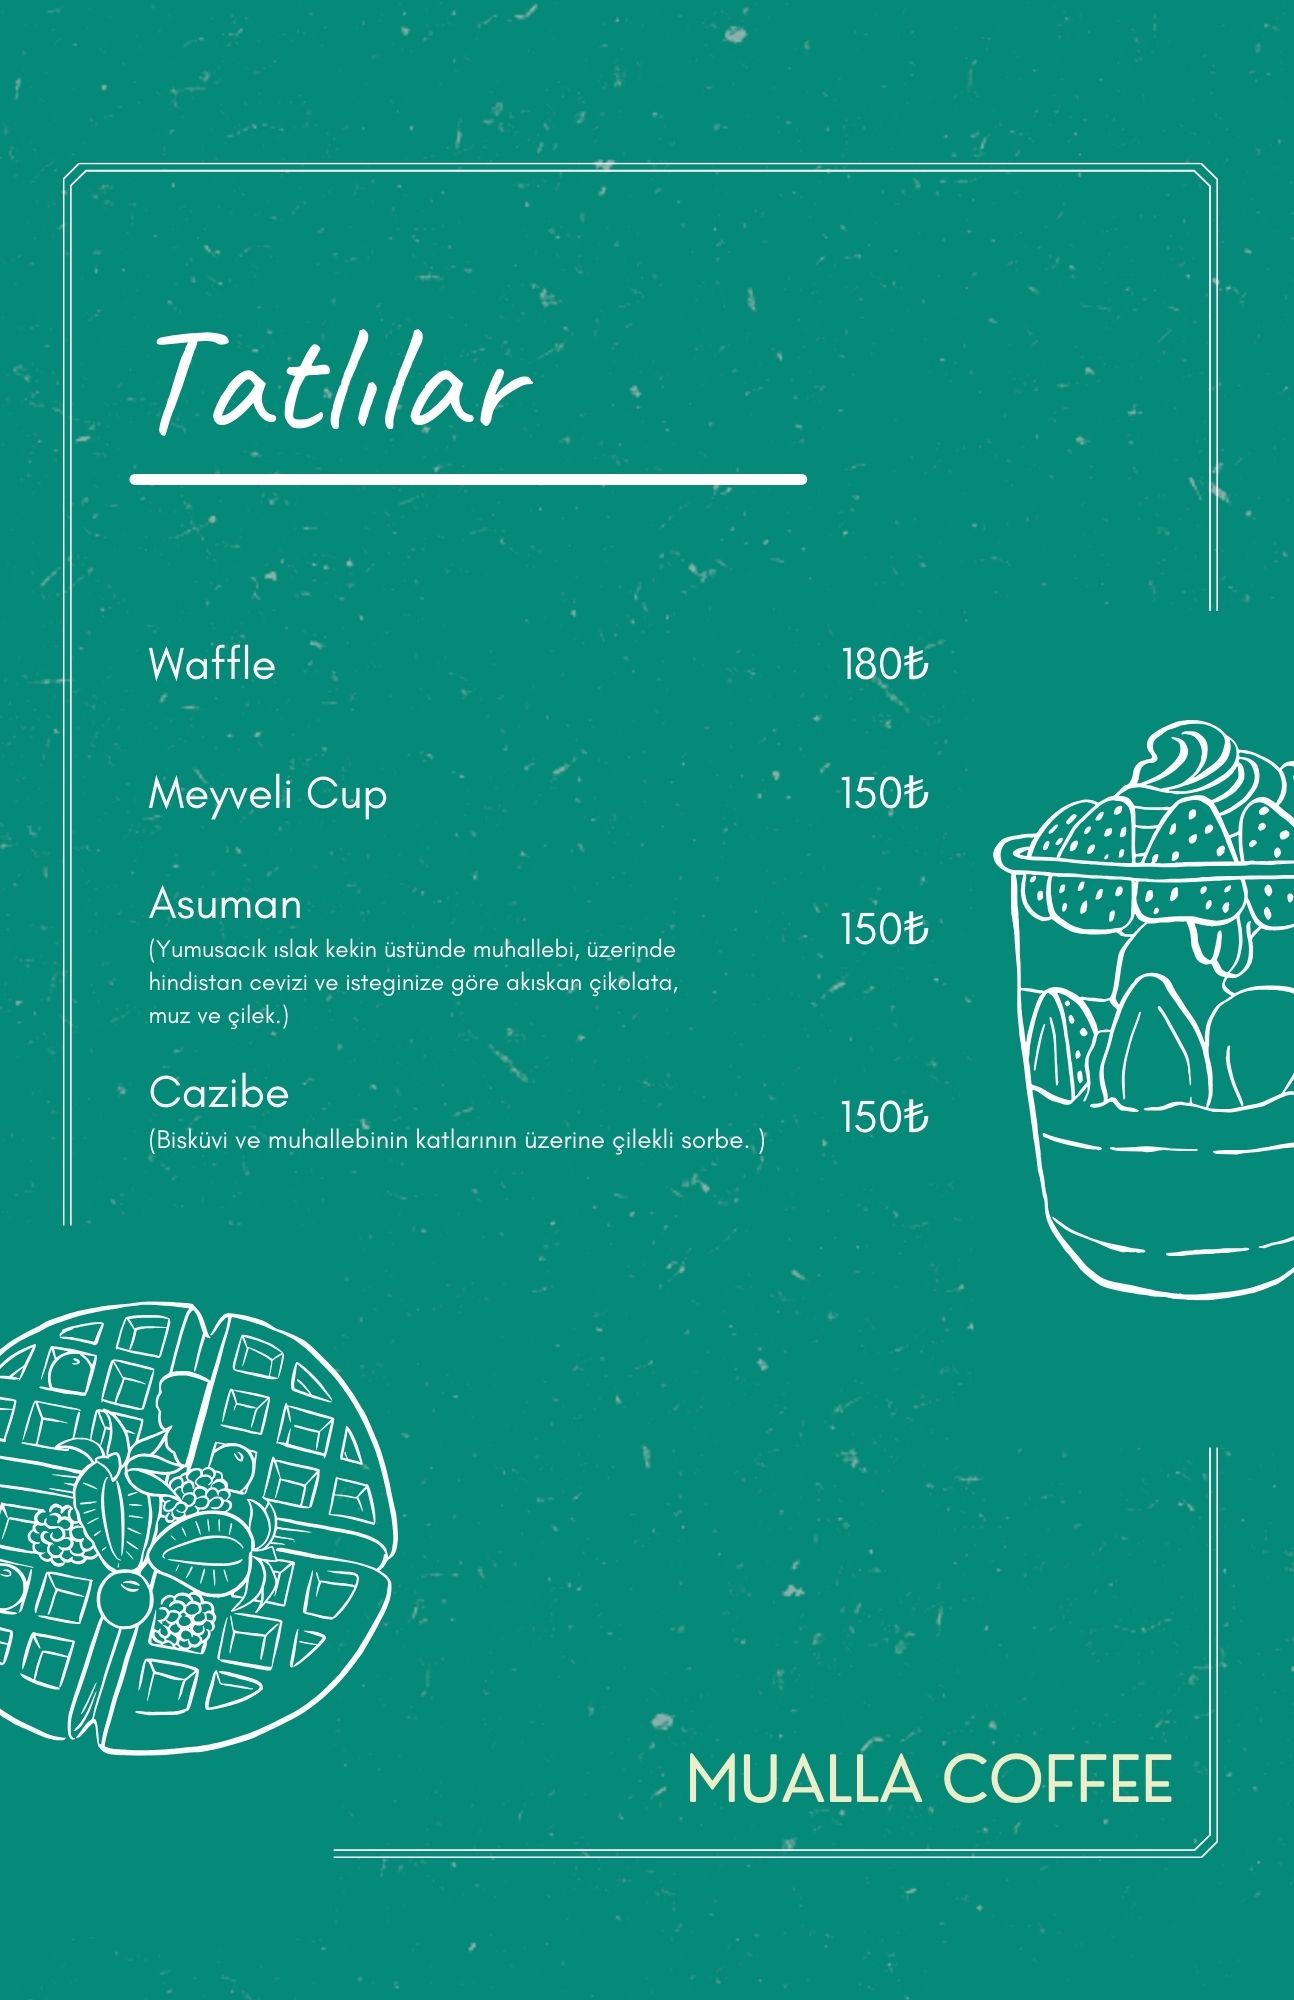 Tatlılar
Waffle 180₺
Meyveli Cup 150₺
Asuman 150₺
(Yumusacık ıslak kekin üstünde muhallebi, üzerinde
hindistan cevizi ve isteginize göre akıskan çikolata,
muz ve çilek.)
Cazibe 150₺
(Bisküvi ve muhallebinin katlarının üzerine çilekli sorbe. )
MUALLA COFFEE